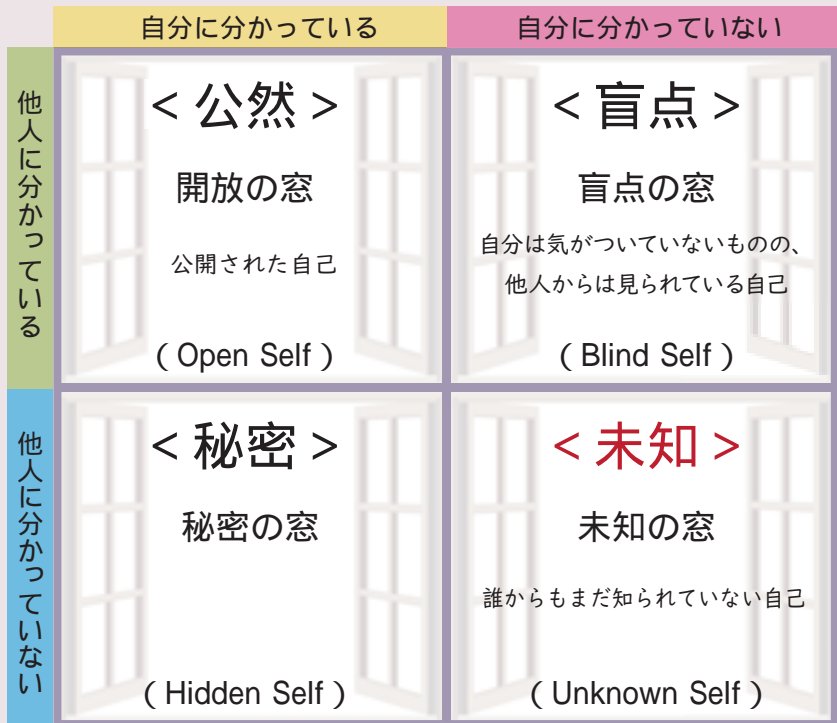 自分に分かっている
自分に分かっていない
他人に分かっている
<公然>
開放の窓
公開された自己
(Open Self)
<盲点>
盲点の窓
自分は気がついていないものの、
他人からは見られている自己
(Blind Self)
他人に分かっていない
<秘密>
秘密の窓
(Hidden Self)
<未知>
未知の窓
誰からもまだ知られていない自己
(Unknown Self)